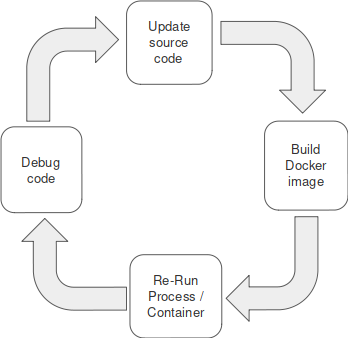 Update
source
code
Build
Docker
image
Re-Run
Process /
Container
Debug
code